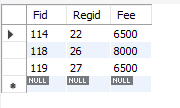 Fid Regid Fee
114 22 6500
118 26 8000
119 27 6500
NULL NULL NULL